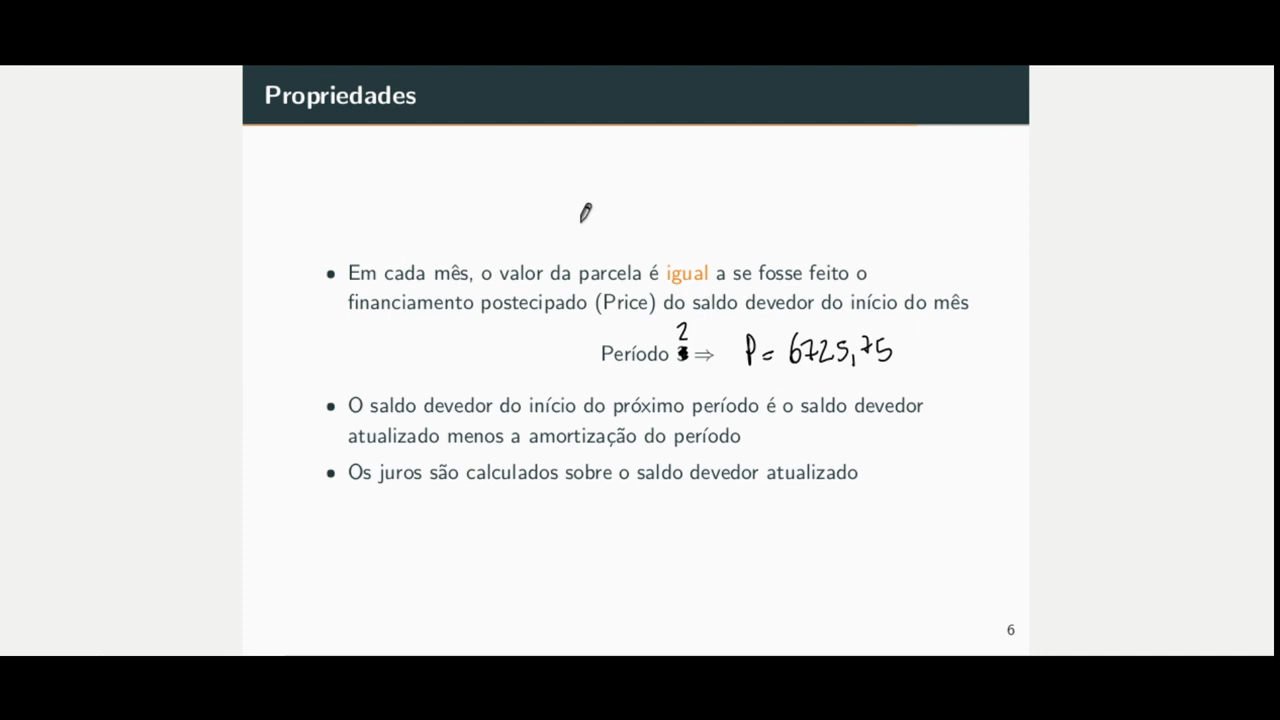 Propriedades
• Em cada mês, o valor da parcela é igual a se fosse feito o
financiamento postecipado (Price) do saldo devedor do início do mês
2
Período 3 ⇒ P = 6725,75
• O saldo devedor do início do próximo período é o saldo devedor
atualizado menos a amortização do período
• Os juros são calculados sobre o saldo devedor atualizado
6